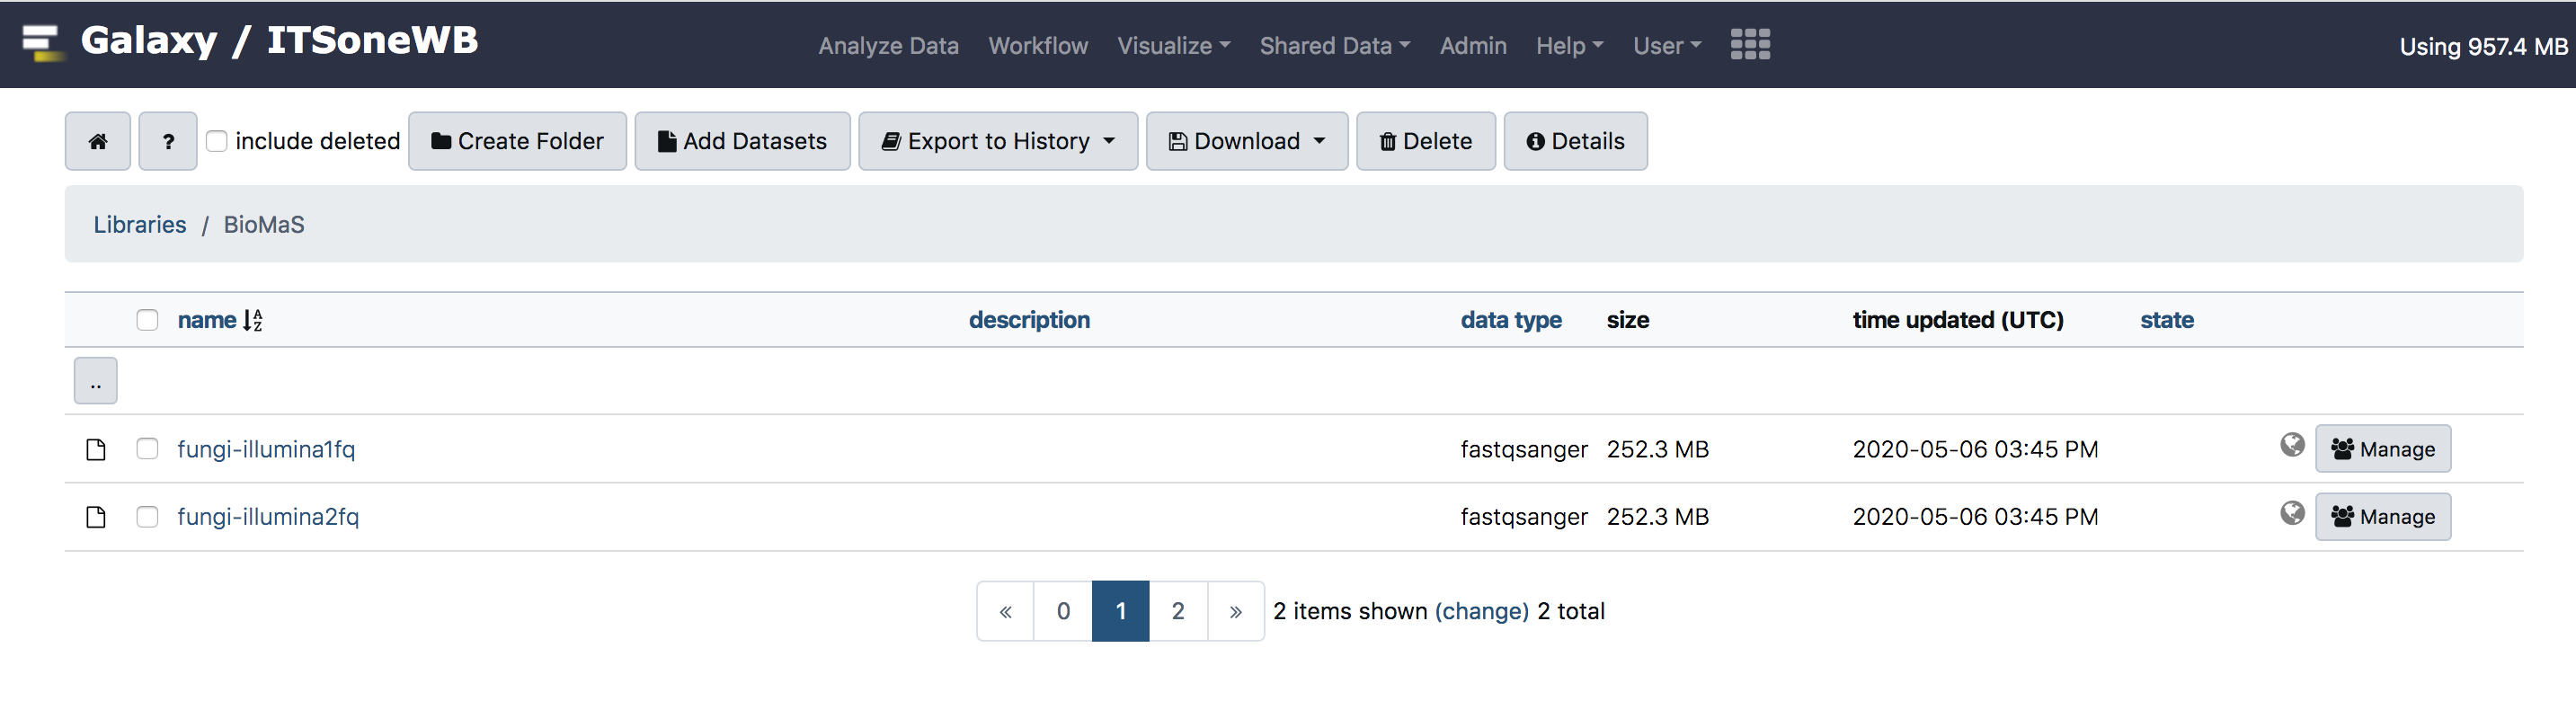 Galaxy / ITSoneWB Analyze Data Workflow Visualize Shared Data Admin Help User Using 957.4 MB
? include deleted Create Folder Add Datasets Export to History Download Delete Details
Libraries / BioMaS
name description data type size time updated (UTC) state
..
fungi-illumina1fq fastqsanger 252.3 MB 2020-05-06 03:45 PM Manage
fungi-illumina2fq fastqsanger 252.3 MB 2020-05-06 03:45 PM Manage
« 0 1 2 » 2 items shown (change) 2 total